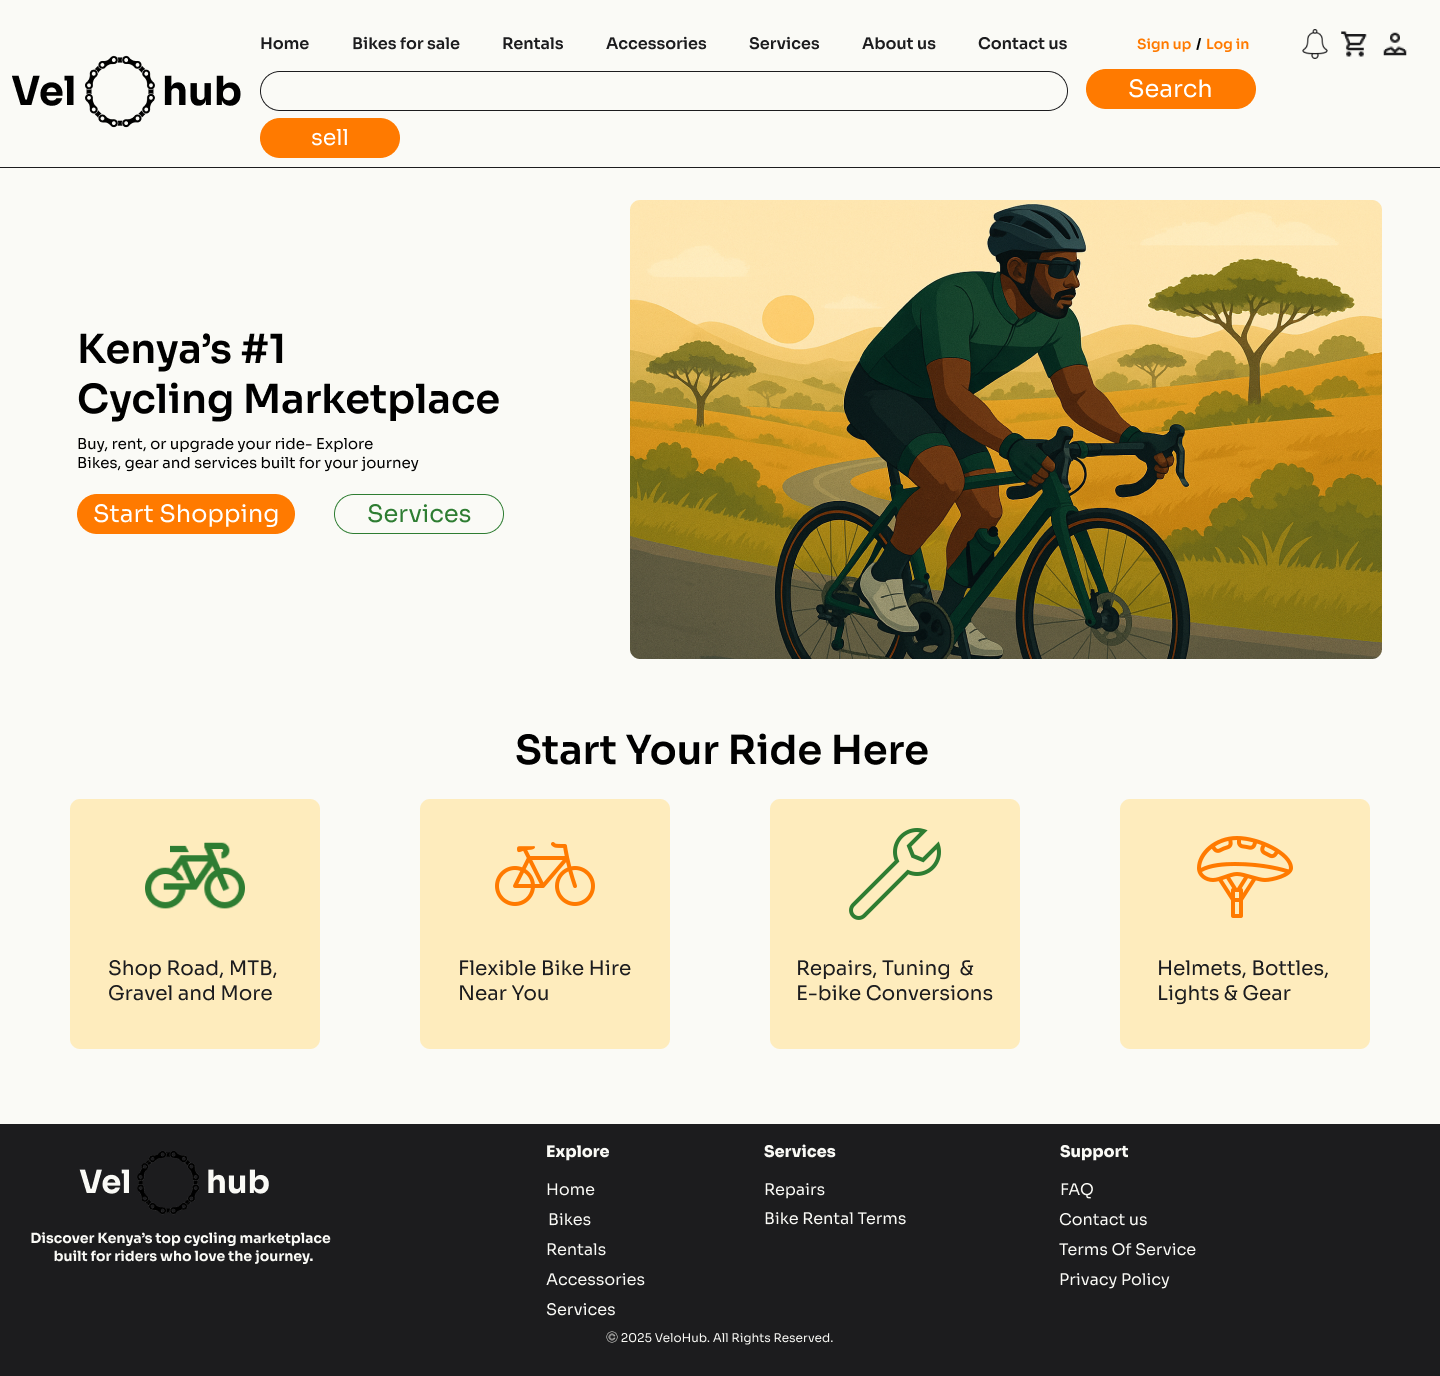 Home Bikes for sale Rentals Accessories Services About us Contact us Sign up / Log in
Vel hub
Search
sell
Kenya’s #1
Cycling Marketplace
Buy, rent, or upgrade your ride- Explore
Bikes, gear and services built for your journey
Start Shopping Services
Start Your Ride Here
Shop Road, MTB,
Gravel and More
Flexible Bike Hire
Near You
Repairs, Tuning &
E-bike Conversions
Helmets, Bottles,
Lights & Gear
Vel hub
Discover Kenya’s top cycling marketplace
built for riders who love the journey.
Explore
Home
Bikes
Rentals
Accessories
Services
Services
Repairs
Bike Rental Terms
Support
FAQ
Contact us
Terms Of Service
Privacy Policy
© 2025 VeloHub. All Rights Reserved.